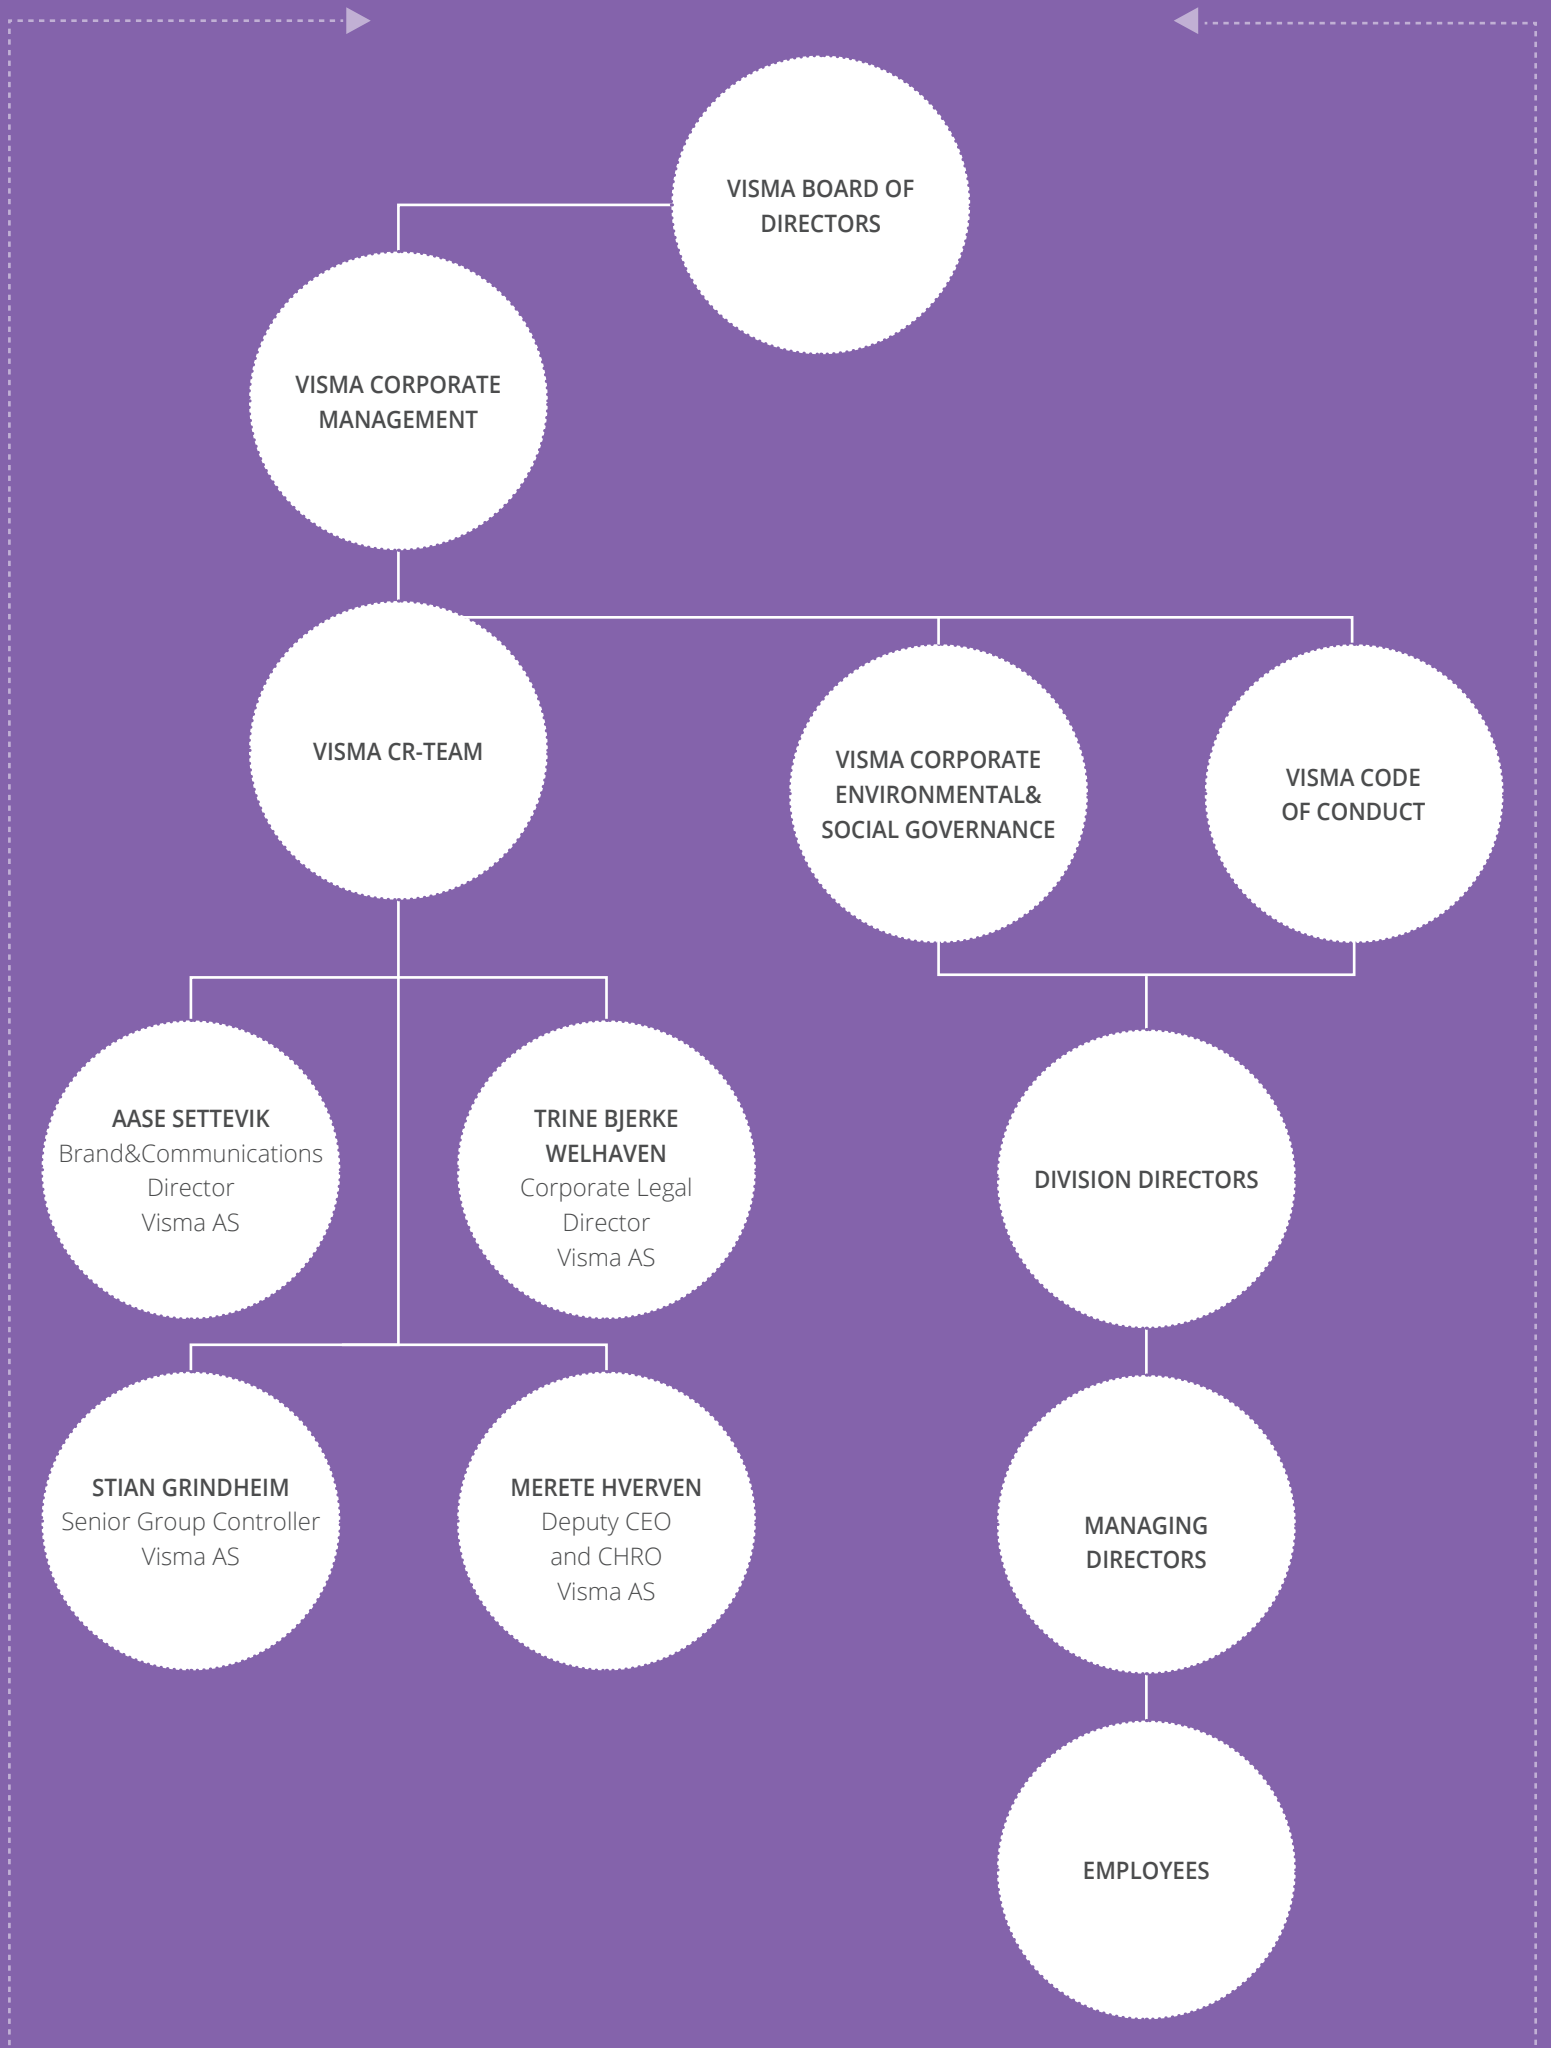 VISMA BOARD OF
DIRECTORS
VISMA CORPORATE
MANAGEMENT
VISMA CR-TEAM
VISMA CORPORATE
ENVIRONMENTAL&
SOCIAL GOVERNANCE
VISMA CODE
OF CONDUCT
AASE SETTEVIK
Brand&Communications
Director
Visma AS
TRINE BJERKE
WELHAVEN
Corporate Legal
Director
Visma AS
DIVISION DIRECTORS
STIAN GRINDHEIM
Senior Group Controller
Visma AS
MERETE HVERVEN
Deputy CEO
and CHRO
Visma AS
MANAGING
DIRECTORS
EMPLOYEES